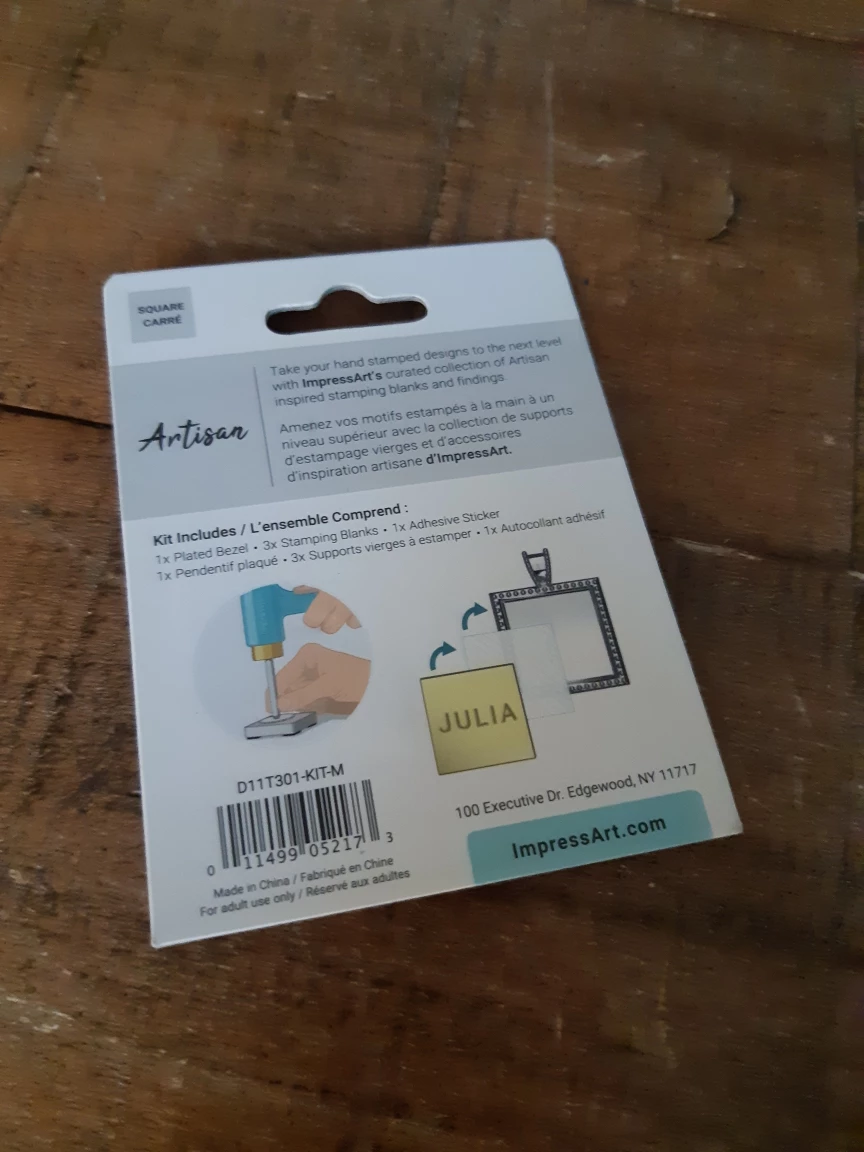 SQUARE
CARRÉ
Artisan
Take your hand stamped designs to the next level
with ImpressArt's curated collection of Artisan
inspired stamping blanks and findings.
Amenez vos motifs estampés à la main à un
niveau supérieur avec la collection de supports
d'estampage vierges et d'accessoires
d'inspiration artisane d'ImpressArt.
Kit Includes / L'ensemble Comprend :
1x Plated Bezel • 3x Stamping Blanks • 1x Adhesive Sticker
1x Pendentif plaqué • 3x Supports vierges à estamper • 1x Autocollant adhésif
JULIA
D11T301-KIT-M
0 11499 05217 3
Made in China / Fabriqué en Chine
For adult use only / Réservé aux adultes
100 Executive Dr. Edgewood, NY 11717
ImpressArt.com